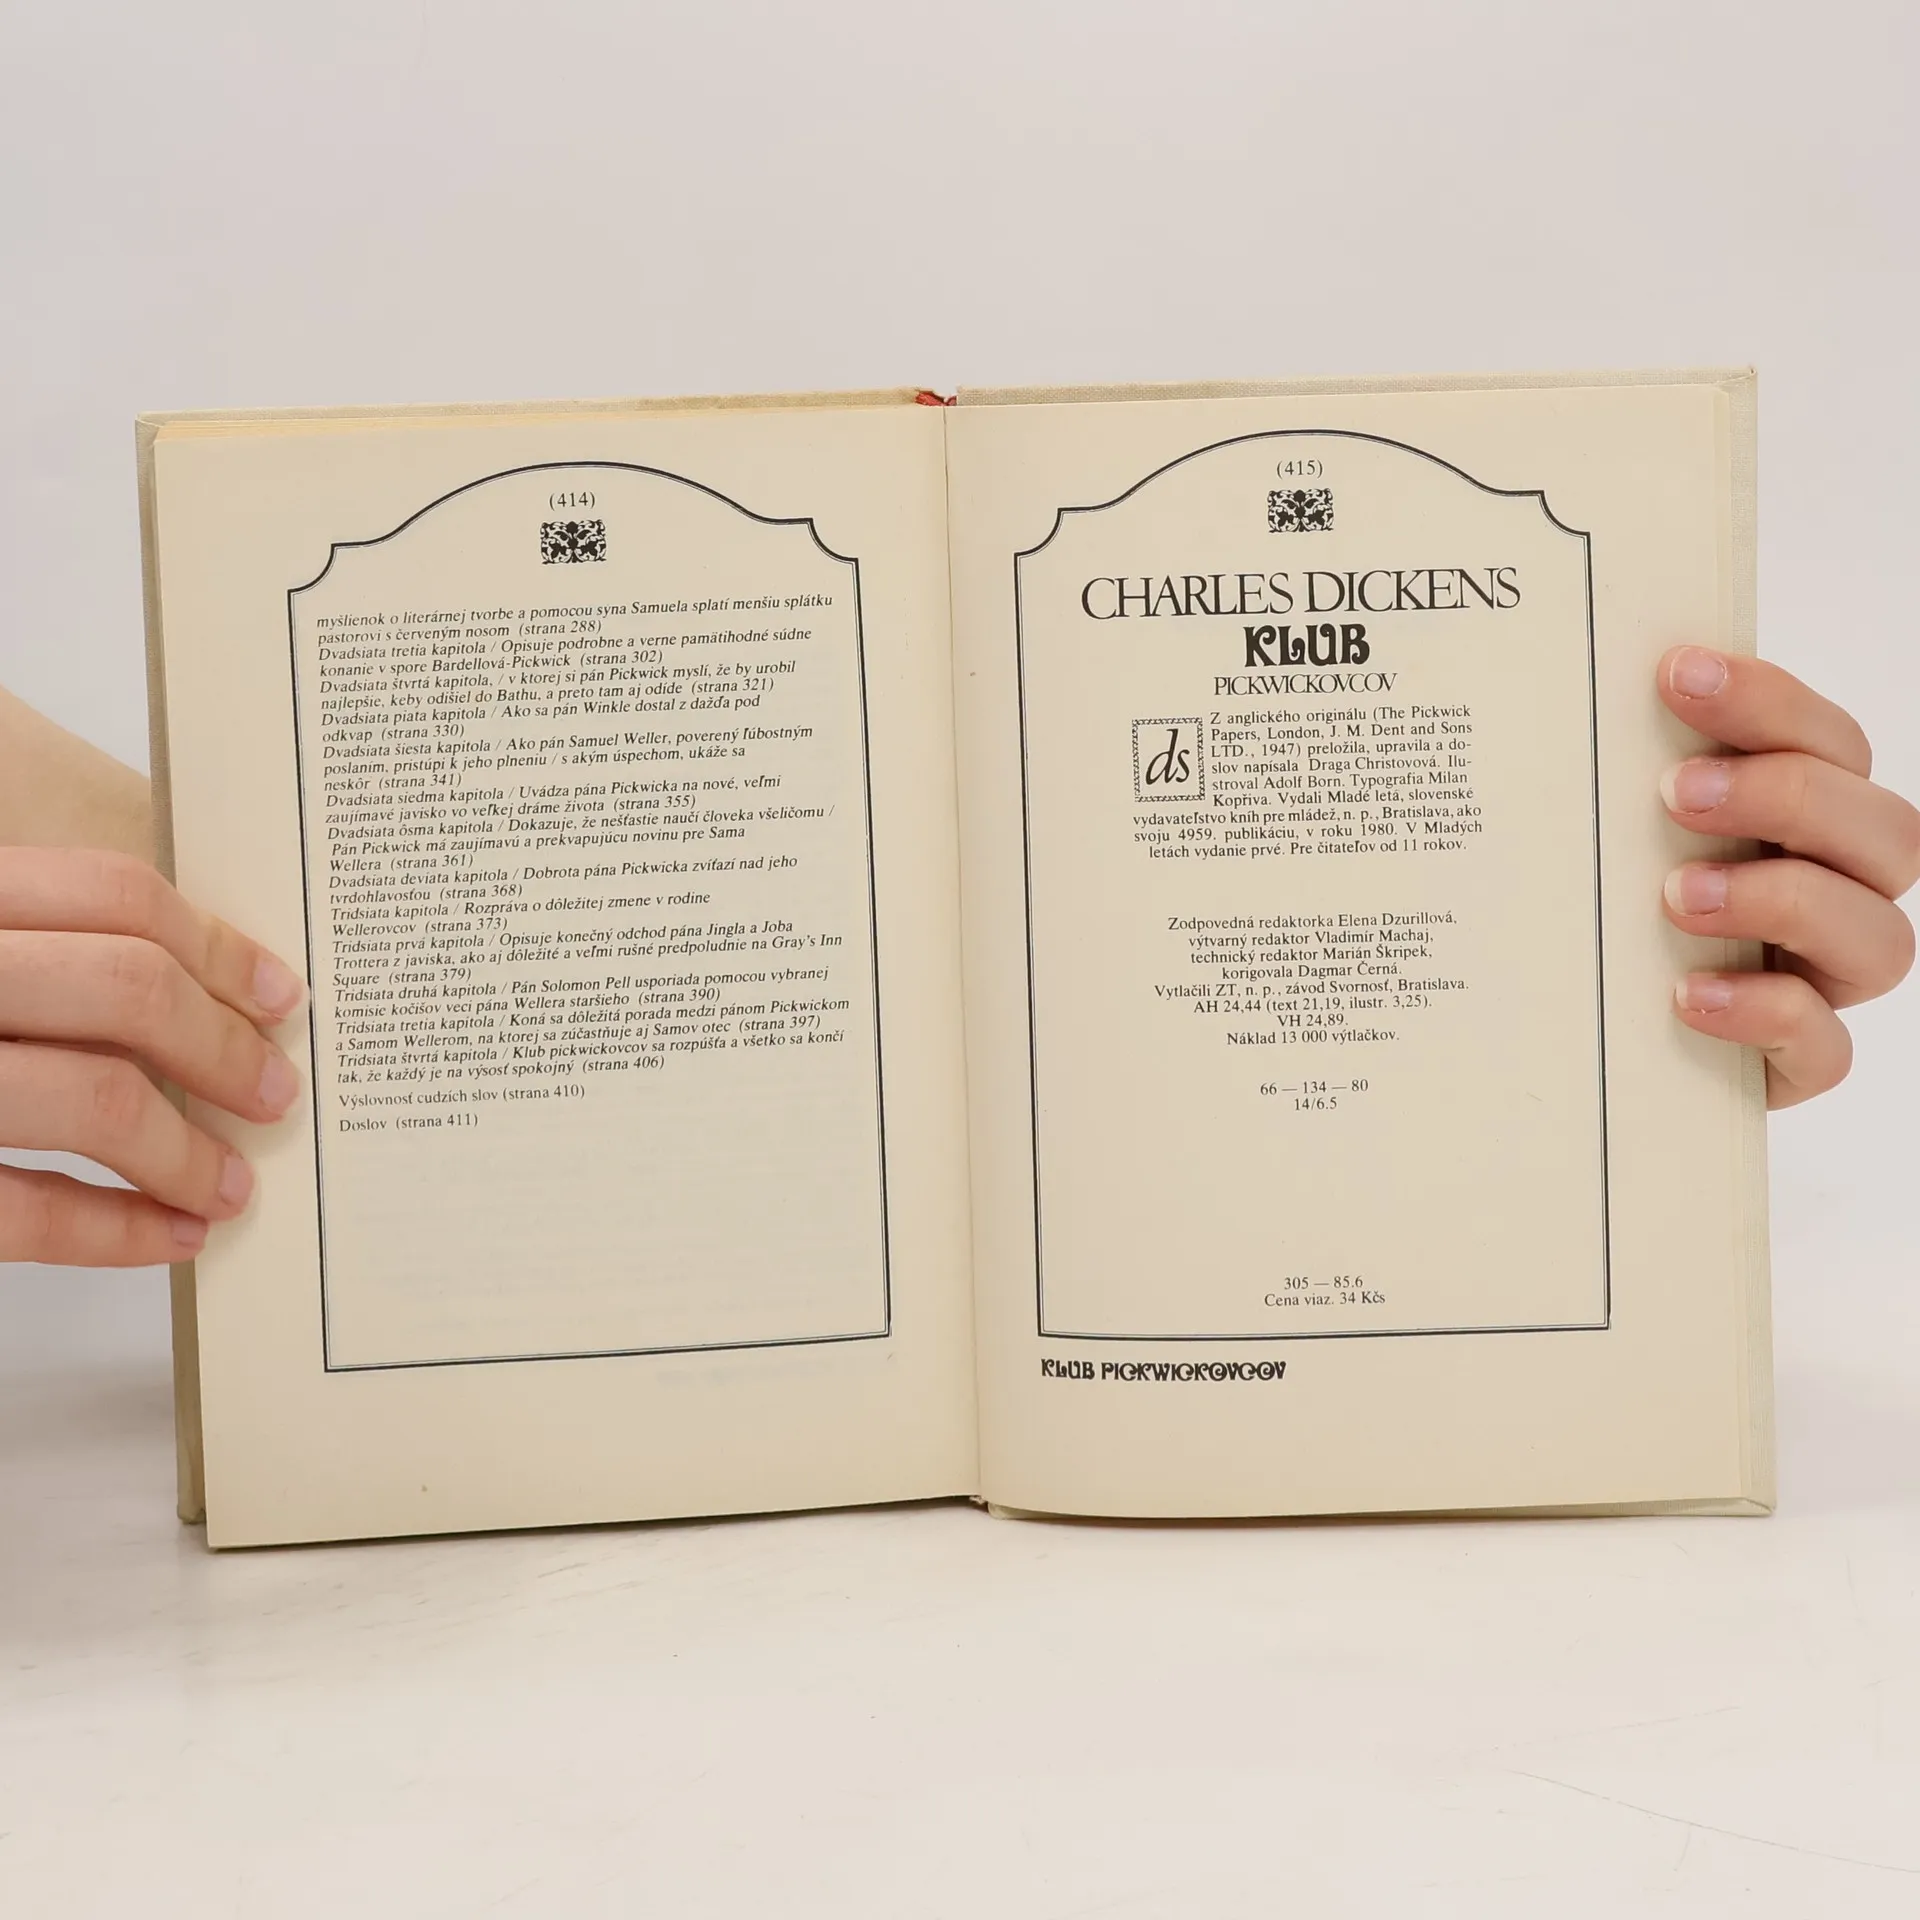 (414)
myšlienok o literárnej tvorbe a pomocou syna Samuela splatí menšiu splátku
pastorovi s červeným nosom (strana 288)
Dvadsiata tretia kapitola / Opisuje podrobne a verne pamätihodné súdne
konanie v spore Bardellová-Pickwick (strana 302)
Dvadsiata štvrtá kapitola, / v ktorej si pán Pickwick myslí, že by urobil
najlepšie, keby odišiel do Bathu, a preto tam aj odíde (strana 321)
Dvadsiata piata kapitola / Ako sa pán Winkle dostal z dažďa pod
odkvap (strana 330)
Dvadsiata šiesta kapitola / Ako pán Samuel Weller, poverený ľúbostným
poslaním, pristúpi k jeho plneniu / s akým úspechom, ukáže sa
neskôr (strana 341)
Dvadsiata siedma kapitola / Uvádza pána Pickwicka na nové, veľmi
zaujímavé javisko vo veľkej dráme života (strana 355)
Dvadsiata ôsma kapitola / Dokazuje, že nešťastie naučí človeka všeličomu /
Pán Pickwick má zaujímavú a prekvapujúcu novinu pre Sama
Wellera (strana 361)
Dvadsiata deviata kapitola / Dobrota pána Pickwicka zvíťazí nad jeho
tvrdohlavosťou (strana 368)
Tridsiata kapitola / Rozpráva o dôležitej zmene v rodine
Wellerovcov (strana 373)
Tridsiata prvá kapitola / Opisuje konečný odchod pána Jingla a Joba
Trottera z javiska, ako aj dôležité a veľmi rušné predpoludnie na Gray's Inn
Square (strana 379)
Tridsiata druhá kapitola / Pán Solomon Pell usporiada pomocou vybranej
komisie kočišov veci pána Wellera staršieho (strana 390)
Tridsiata tretia kapitola / Koná sa dôležitá porada medzi pánom Pickwickom
a Samom Wellerom, na ktorej sa zúčastňuje aj Samov otec (strana 397)
Tridsiata štvrtá kapitola / Klub pickwickovcov sa rozpúšťa a všetko sa končí
tak, že každý je na výsosť spokojný (strana 406)
Výslovnosť cudzích slov (strana 410)
Doslov (strana 411)
(415)
CHARLES DICKENS
KLUB
PICKWICKOVCOV
ds
Z anglického originálu (The Pickwick
Papers, London, J. M. Dent and Sons
LTD., 1947) preložila, upravila a do-
slov napísala Draga Christovová. Ilu-
stroval Adolf Born. Typografia Milan
Kopřiva. Vydali Mladé letá, slovenské
vydavateľstvo kníh pre mládež, n. p., Bratislava, ako
svoju 4959. publikáciu, v roku 1980. V Mladých
letách vydanie prvé. Pre čitateľov od 11 rokov.
Zodpovedná redaktorka Elena Dzurillová,
výtvarný redaktor Vladimír Machaj,
technický redaktor Marián Škripek,
korigovala Dagmar Černá.
Vytlačili ZT, n. p., závod Svornosť, Bratislava.
AH 24,44 (text 21,19, ilustr. 3,25).
VH 24,89.
Náklad 13 000 výtlačkov.
66 — 134 — 80
14/6.5
305 — 85.6
Cena viaz. 34 Kčs
KLUB PICKWICKOVCOV